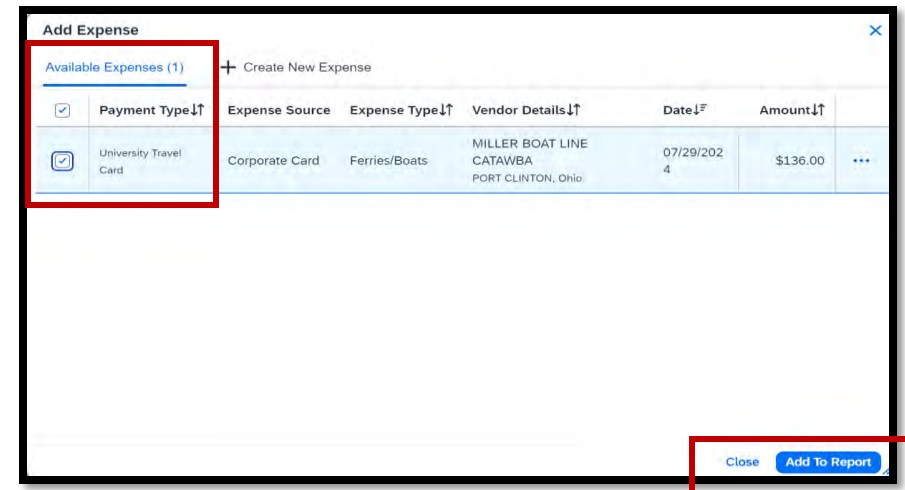 Add Expense
Available Expenses (1)
Create New Expense
Payment Type Expense Source Expense Type Vendor Details Date Amount
University Travel
Card
Corporate Card
Ferries/Boats
MILLER BOAT LINE
CATAWBA
PORT CLINTON, Ohio
07/29/202
4
$136.00
Close
Add To Report